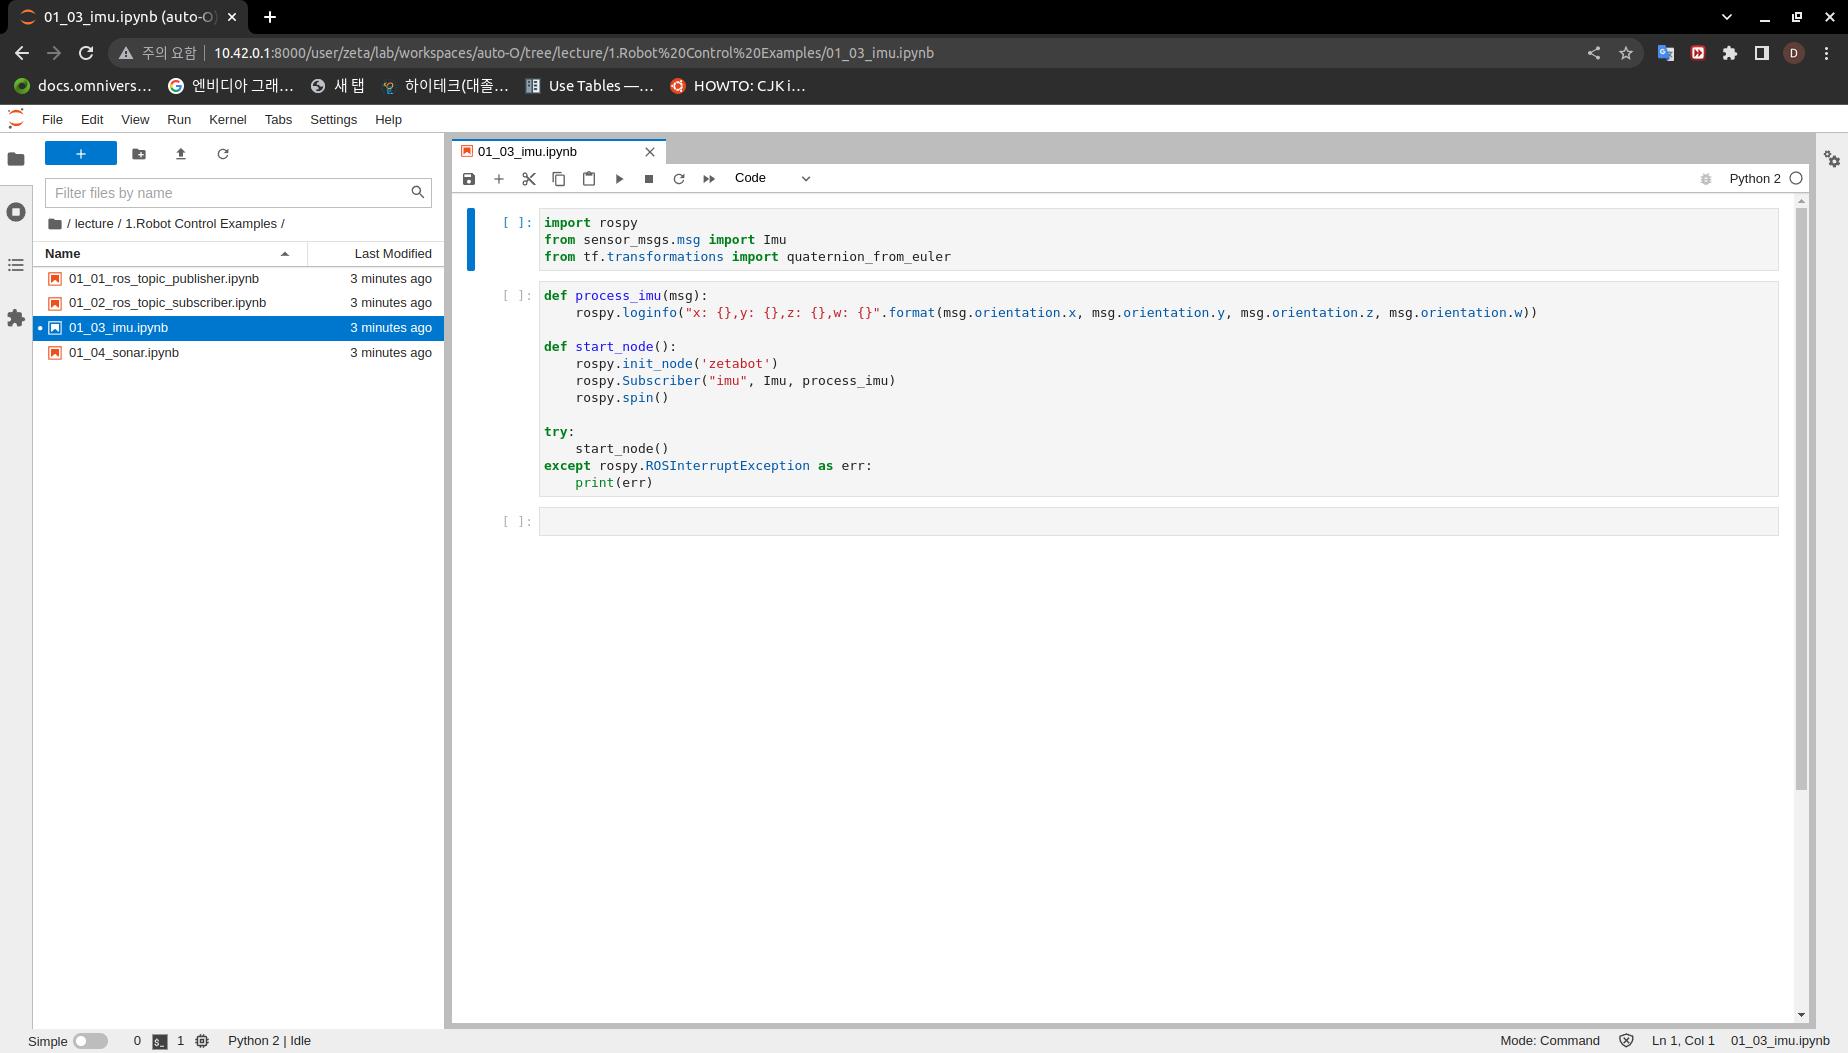 01_03_imu.ipynb (auto-O)
주의 요함 10.42.0.1:8000/user/zeta/lab/workspaces/auto-O/tree/lecture/1.Robot%20Control%20Examples/01_03_imu.ipynb
D
docs.omnivers… 엔비디아 그래… 새 탭 하이테크(대졸… Use Tables —… HOWTO: CJK i…
File Edit View Run Kernel Tabs Settings Help
Filter files by name
/ lecture / 1.Robot Control Examples /
Name Last Modified
01_01_ros_topic_publisher.ipynb 3 minutes ago
01_02_ros_topic_subscriber.ipynb 3 minutes ago
01_03_imu.ipynb 3 minutes ago
01_04_sonar.ipynb 3 minutes ago
01_03_imu.ipynb
Code Python 2
[ ]: import rospy
from sensor_msgs.msg import Imu
from tf.transformations import quaternion_from_euler
[ ]: def process_imu(msg):
    rospy.loginfo("x: {},y: {},z: {},w: {}".format(msg.orientation.x, msg.orientation.y, msg.orientation.z, msg.orientation.w))
def start_node():
    rospy.init_node('zetabot')
    rospy.Subscriber("imu", Imu, process_imu)
    rospy.spin()
try:
    start_node()
except rospy.ROSInterruptException as err:
    print(err)
[ ]:
Simple 0 1 Python 2 | Idle Mode: Command Ln 1, Col 1 01_03_imu.ipynb